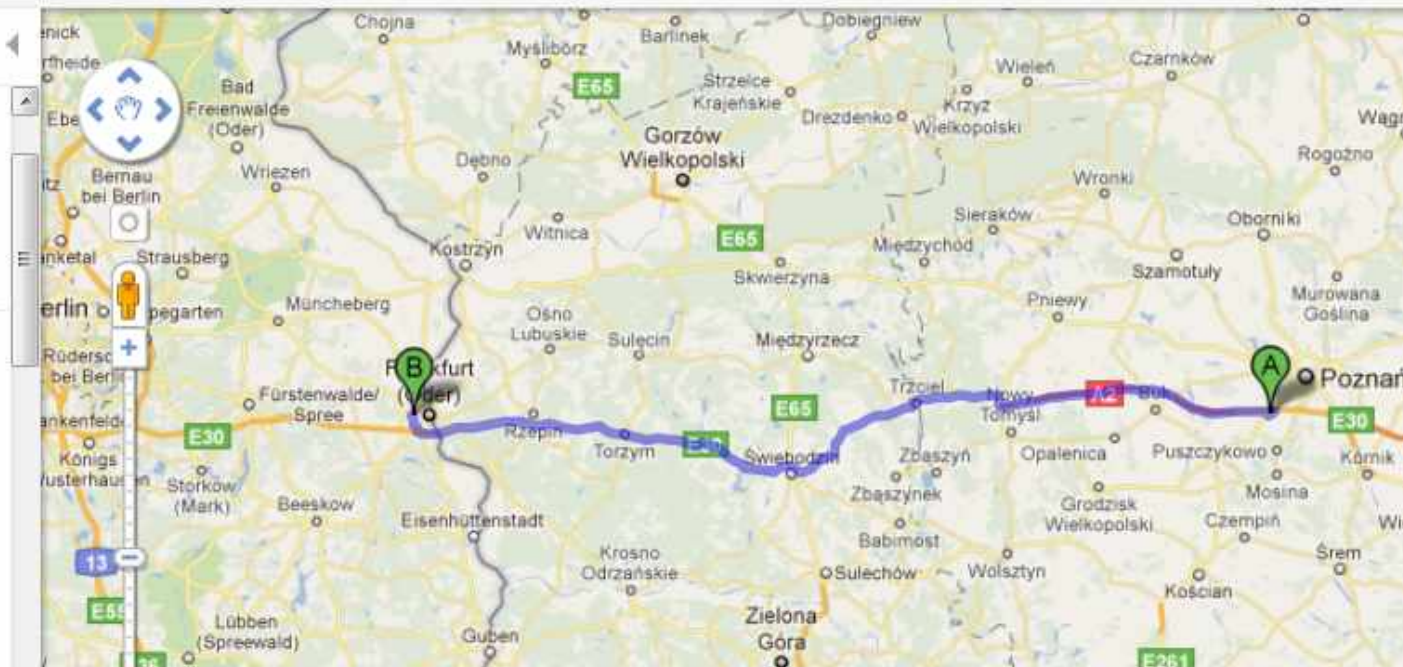 Chojna
Dobiegniew
Barlinek
Myślibórz
Wieleń
Czarnków
E65
Strzelce
Krajeńskie
Bad
Freienwalde
(Oder)
Krzyz
Wielkopolski
Drezdenko
Gorzów
Wielkopolski
Rogoźno
Dębno
Wriezen
Bernau
bei Berlin
Wronki
Sieraków
Oborniki
Witnica
E65
Kostrzyn
Międzychód
Strausberg
Skwierzyna
Szamotuły
Müncheberg
Pniewy
Murowana
Goślina
Ośno
Lubuskie
Sulęcin
Międzyrzecz
B
A
Poznań
(Oder)
Fürstenwalde/
Spree
Trzciel
Nowy
Tomyśl
A2
Buk
E65
E30
E30
Rzepin
Torzym
Świebodzin
Zbąszyń
Opalenica
Puszczykowo
Kórnik
Königs
Storkow
(Mark)
Zbąszynek
Grodzisk
Wielkopolski
Mosina
Czempiń
Beeskow
Eisenhüttenstadt
Babimost
Śrem
13
Krosno
Odrzańskie
Sulechów
Wolsztyn
Kościan
E55
Lübben
(Spreewald)
Guben
Zielona
Góra
E261